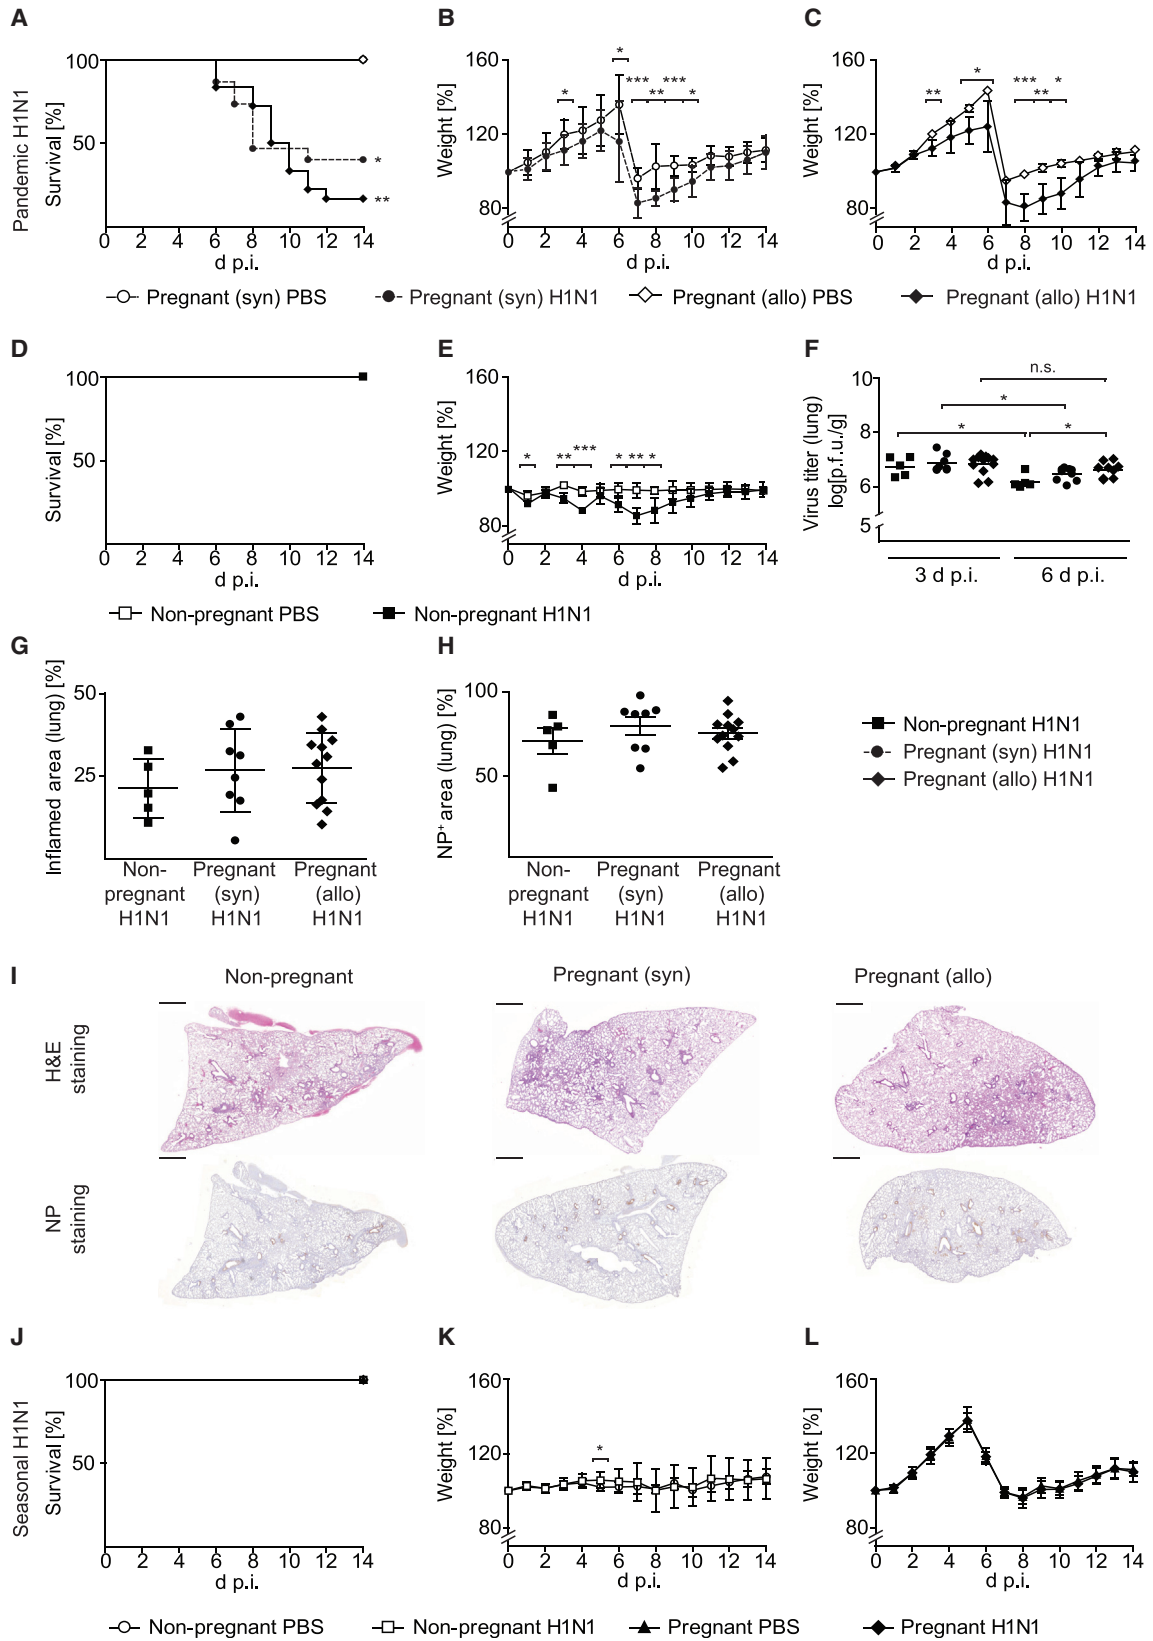 A
B
C
Pandemic H1N1
Survival [%]
100
50
0 2 4 6 8 10 12 14
d p.i.
*
**
Weight [%]
160
120
80
0 2 4 6 8 10 12 14
d p.i.
* * *** ** *** *
Weight [%]
160
120
80
0 2 4 6 8 10 12 14
d p.i.
** * *** ** *
Pregnant (syn) PBS
Pregnant (syn) H1N1
Pregnant (allo) PBS
Pregnant (allo) H1N1
D
E
F
Survival [%]
100
50
0 2 4 6 8 10 12 14
d p.i.
Weight [%]
160
120
80
0 2 4 6 8 10 12 14
d p.i.
* ** *** * ** *
Virus titer (lung)
log[p.f.u./g]
10
7
6
5
n.s.
*
* *
3 d p.i.
6 d p.i.
Non-pregnant PBS
Non-pregnant H1N1
G
H
Inflamed area (lung) [%]
50
25
Non-
pregnant
H1N1
Pregnant
(syn)
H1N1
Pregnant
(allo)
H1N1
NP+ area (lung) [%]
100
50
Non-
pregnant
H1N1
Pregnant
(syn)
H1N1
Pregnant
(allo)
H1N1
Non-pregnant H1N1
Pregnant (syn) H1N1
Pregnant (allo) H1N1
I
Non-pregnant
Pregnant (syn)
Pregnant (allo)
H&E
staining
NP
staining
J
K
L
Seasonal H1N1
Survival [%]
100
50
0 2 4 6 8 10 12 14
d p.i.
Weight [%]
160
120
80
0 2 4 6 8 10 12 14
d p.i.
*
Weight [%]
160
120
80
0 2 4 6 8 10 12 14
d p.i.
Non-pregnant PBS
Non-pregnant H1N1
Pregnant PBS
Pregnant H1N1